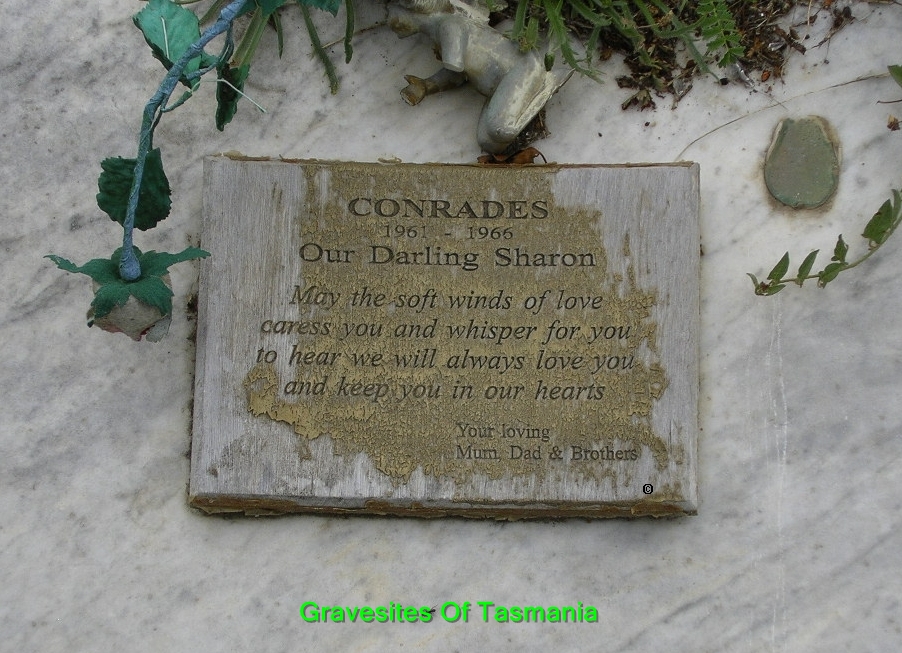 CONRADES
1961 - 1966
Our Darling Sharon
May the soft winds of love
caress you and whisper for you
to hear we will always love you
and keep you in our hearts
Your loving
Mum, Dad & Brothers
©
Gravesites Of Tasmania